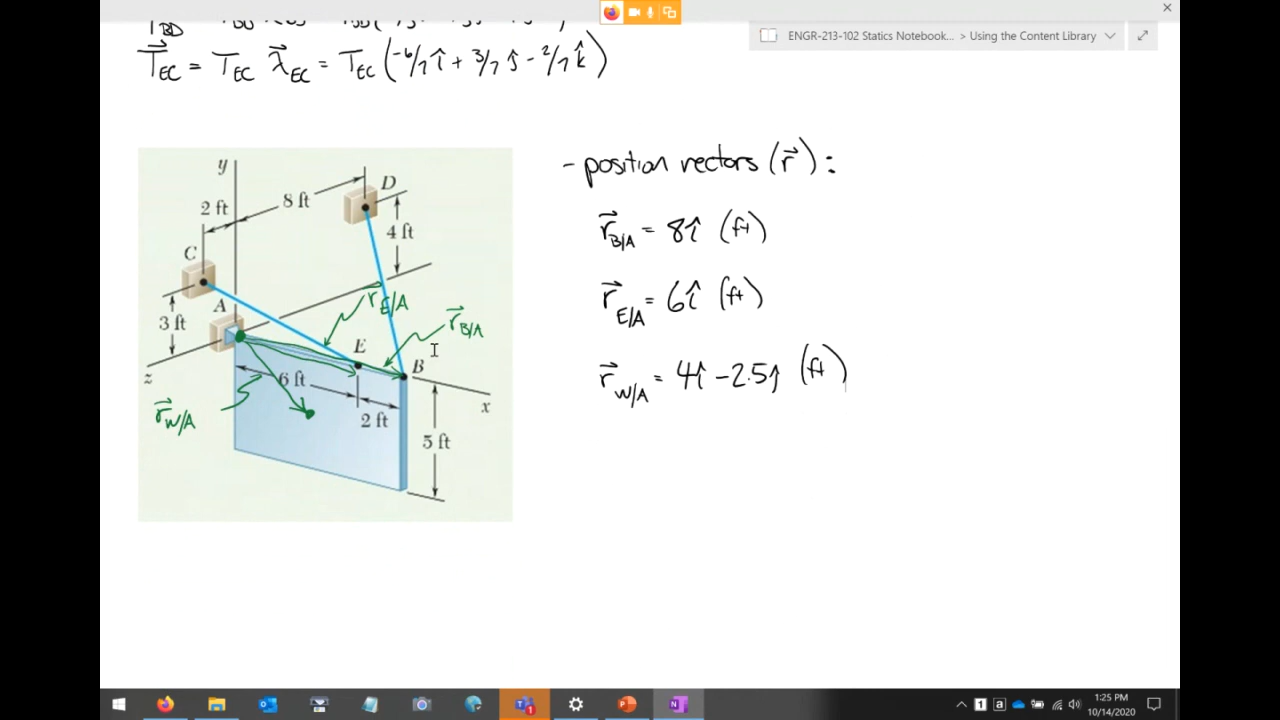 ENGR-213-102 Statics Notebook... > Using the Content Library
T⃗EC = TEC λ⃗EC = TEC (-6/7 î + 3/7 ĵ - 2/7 k̂)
- position vectors (r⃗):
r⃗B/A = 8î (ft)
r⃗E/A = 6î (ft)
r⃗W/A = 4î - 2.5ĵ (ft)
y
D
2 ft
8 ft
4 ft
C
A
rE/A
3 ft
r⃗B/A
E
B
z
6 ft
x
r⃗W/A
2 ft
5 ft
1:25 PM
10/14/2020